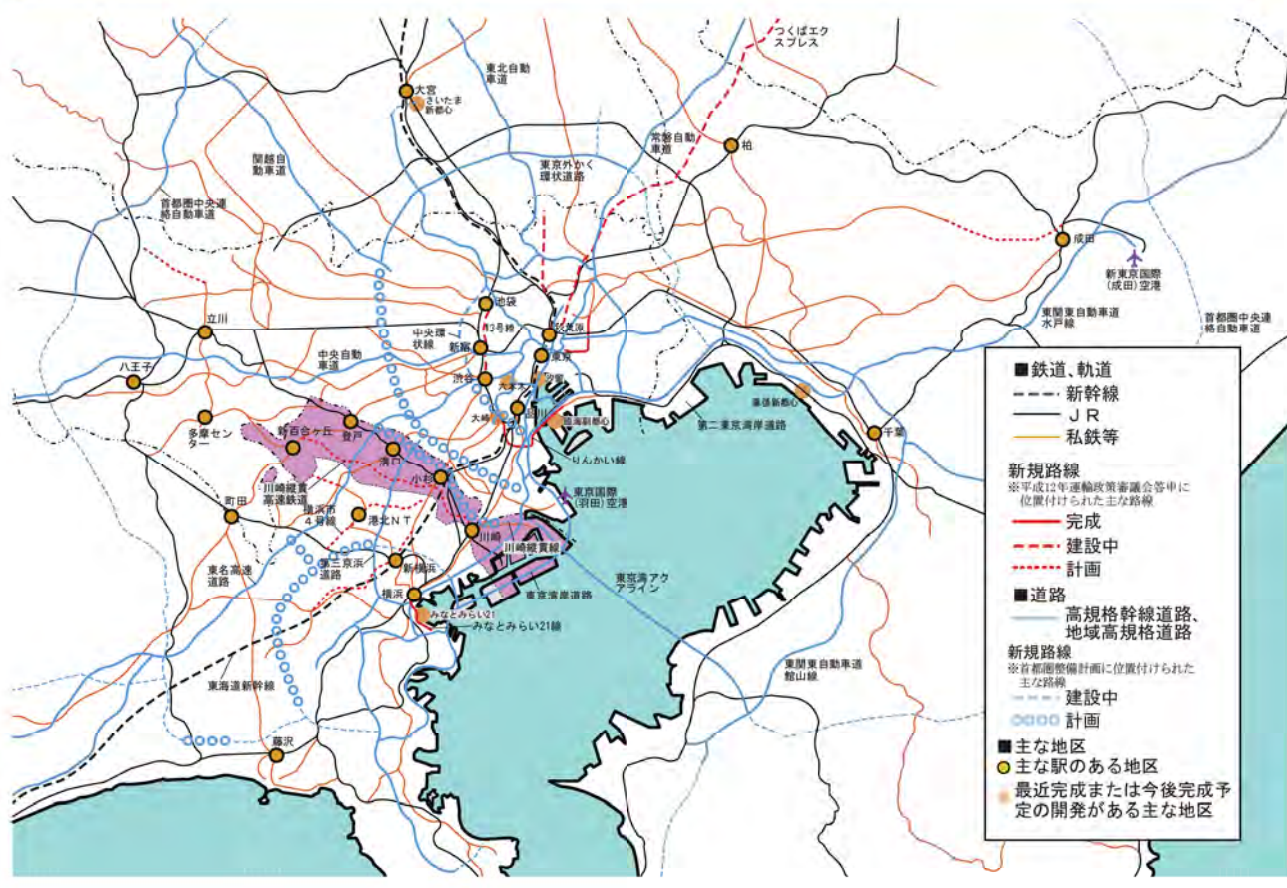 つくばエク
スプレス
東北自動
車道
大宮
さいたま
新都心
常磐自動
車道
柏
関越自
動車道
東京外かく
環状道路
首都圏中央連
絡自動車道
成田
新東京国際
(成田)空港
池袋
13号線
立川
中央環
状線
新宿
東京
東関東自動車道
水戸線
首都圏中央連
絡自動車道
八王子
中央自動
車道
渋谷
六本木
汐留
幕張新都心
多摩セン
ター
新百合ヶ丘
登戸
大崎
品川
臨海副都心
第二東京湾岸道路
千葉
溝口
りんかい線
小杉
川崎縦貫
高速鉄道
東京国際
(羽田)空港
町田
横浜市
4号線
港北NT
川崎
川崎縦貫線
東名高速
道路
第三京浜
道路
新横浜
東京湾アク
アライン
横浜
東京湾岸道路
みなとみらい21
みなとみらい21線
東海道新幹線
東関東自動車道
館山線
藤沢
■鉄道、軌道
新幹線
JR
私鉄等
新規路線
※平成12年運輸政策審議会答申に
位置付けられた主な路線
完成
建設中
計画
■道路
高規格幹線道路、
地域高規格道路
新規路線
※首都圏整備計画に位置付けられた
主な路線
建設中
計画
■主な地区
主な駅のある地区
最近完成または今後完成予
定の開発がある主な地区